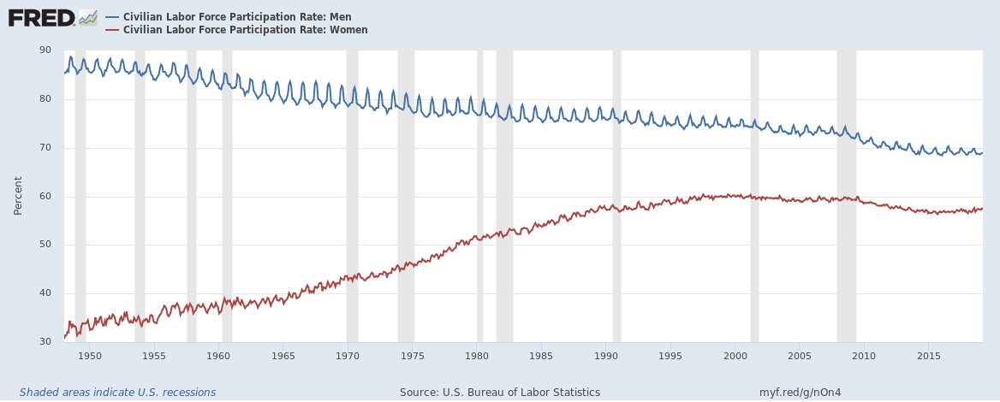 FRED
Civilian Labor Force Participation Rate: Men
Civilian Labor Force Participation Rate: Women
90
80
70
60
50
40
30
Percent
1950 1955 1960 1965 1970 1975 1980 1985 1990 1995 2000 2005 2010 2015
Shaded areas indicate U.S. recessions
Source: U.S. Bureau of Labor Statistics
myf.red/g/nOn4